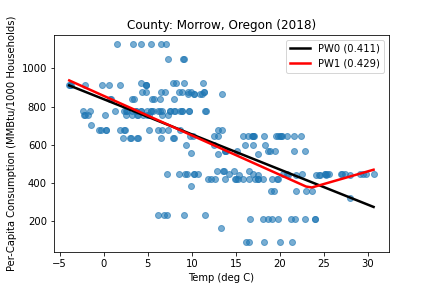 County: Morrow, Oregon (2018)
PW0 (0.411)
PW1 (0.429)
Per-Capita Consumption (MMBtu/1000 Households)
1000
800
600
400
200
−5 0 5 10 15 20 25 30
Temp (deg C)